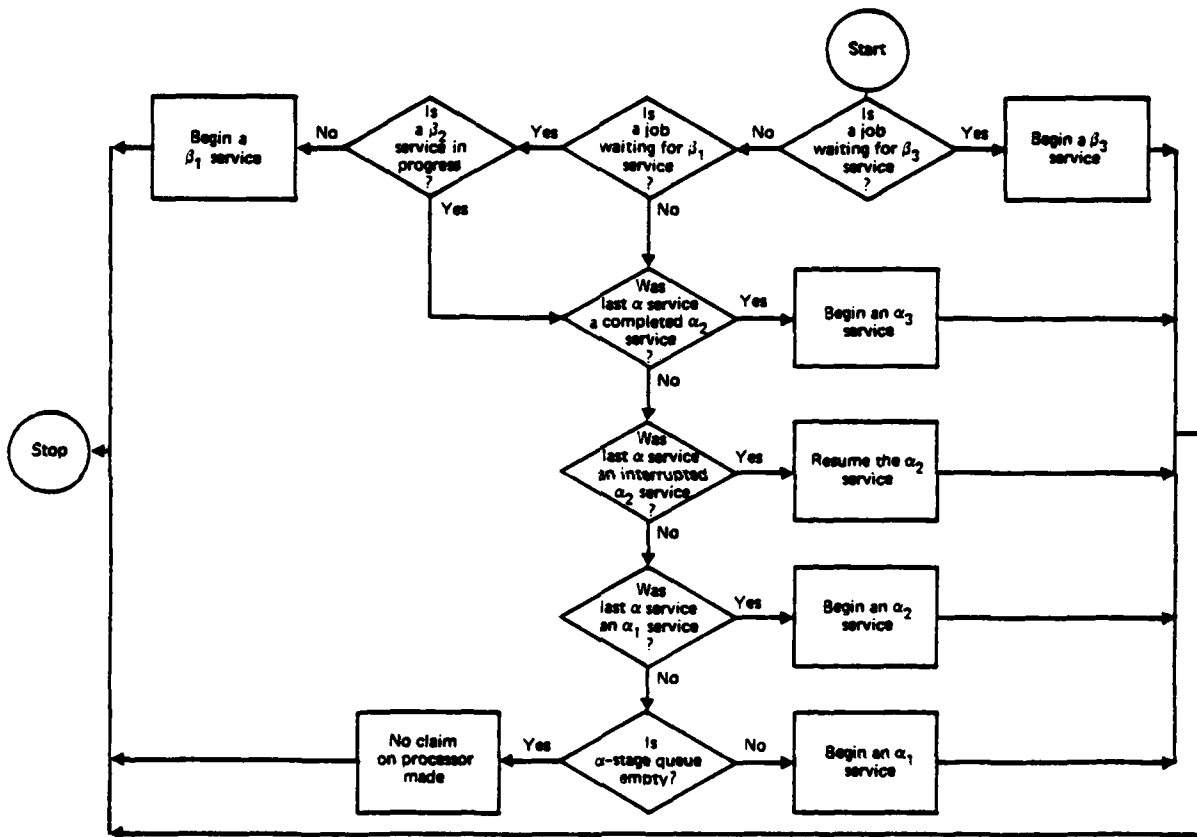 Start
Is
a job
waiting for β3
service
?
Yes
Begin a β3
service
No
Is
a job
waiting for β1
service
?
Yes
Is
a β2
service in
progress
?
No
Begin a
β1 service
Yes
No
Was
last α service
a completed α2
service
?
Yes
Begin an α3
service
No
Stop
Was
last α service
an interrupted
α2 service
?
Yes
Resume the α2
service
No
Was
last α service
an α1 service
?
Yes
Begin an α2
service
No
Is
α-stage queue
empty?
Yes
No claim
on processor
made
No
Begin an α1
service